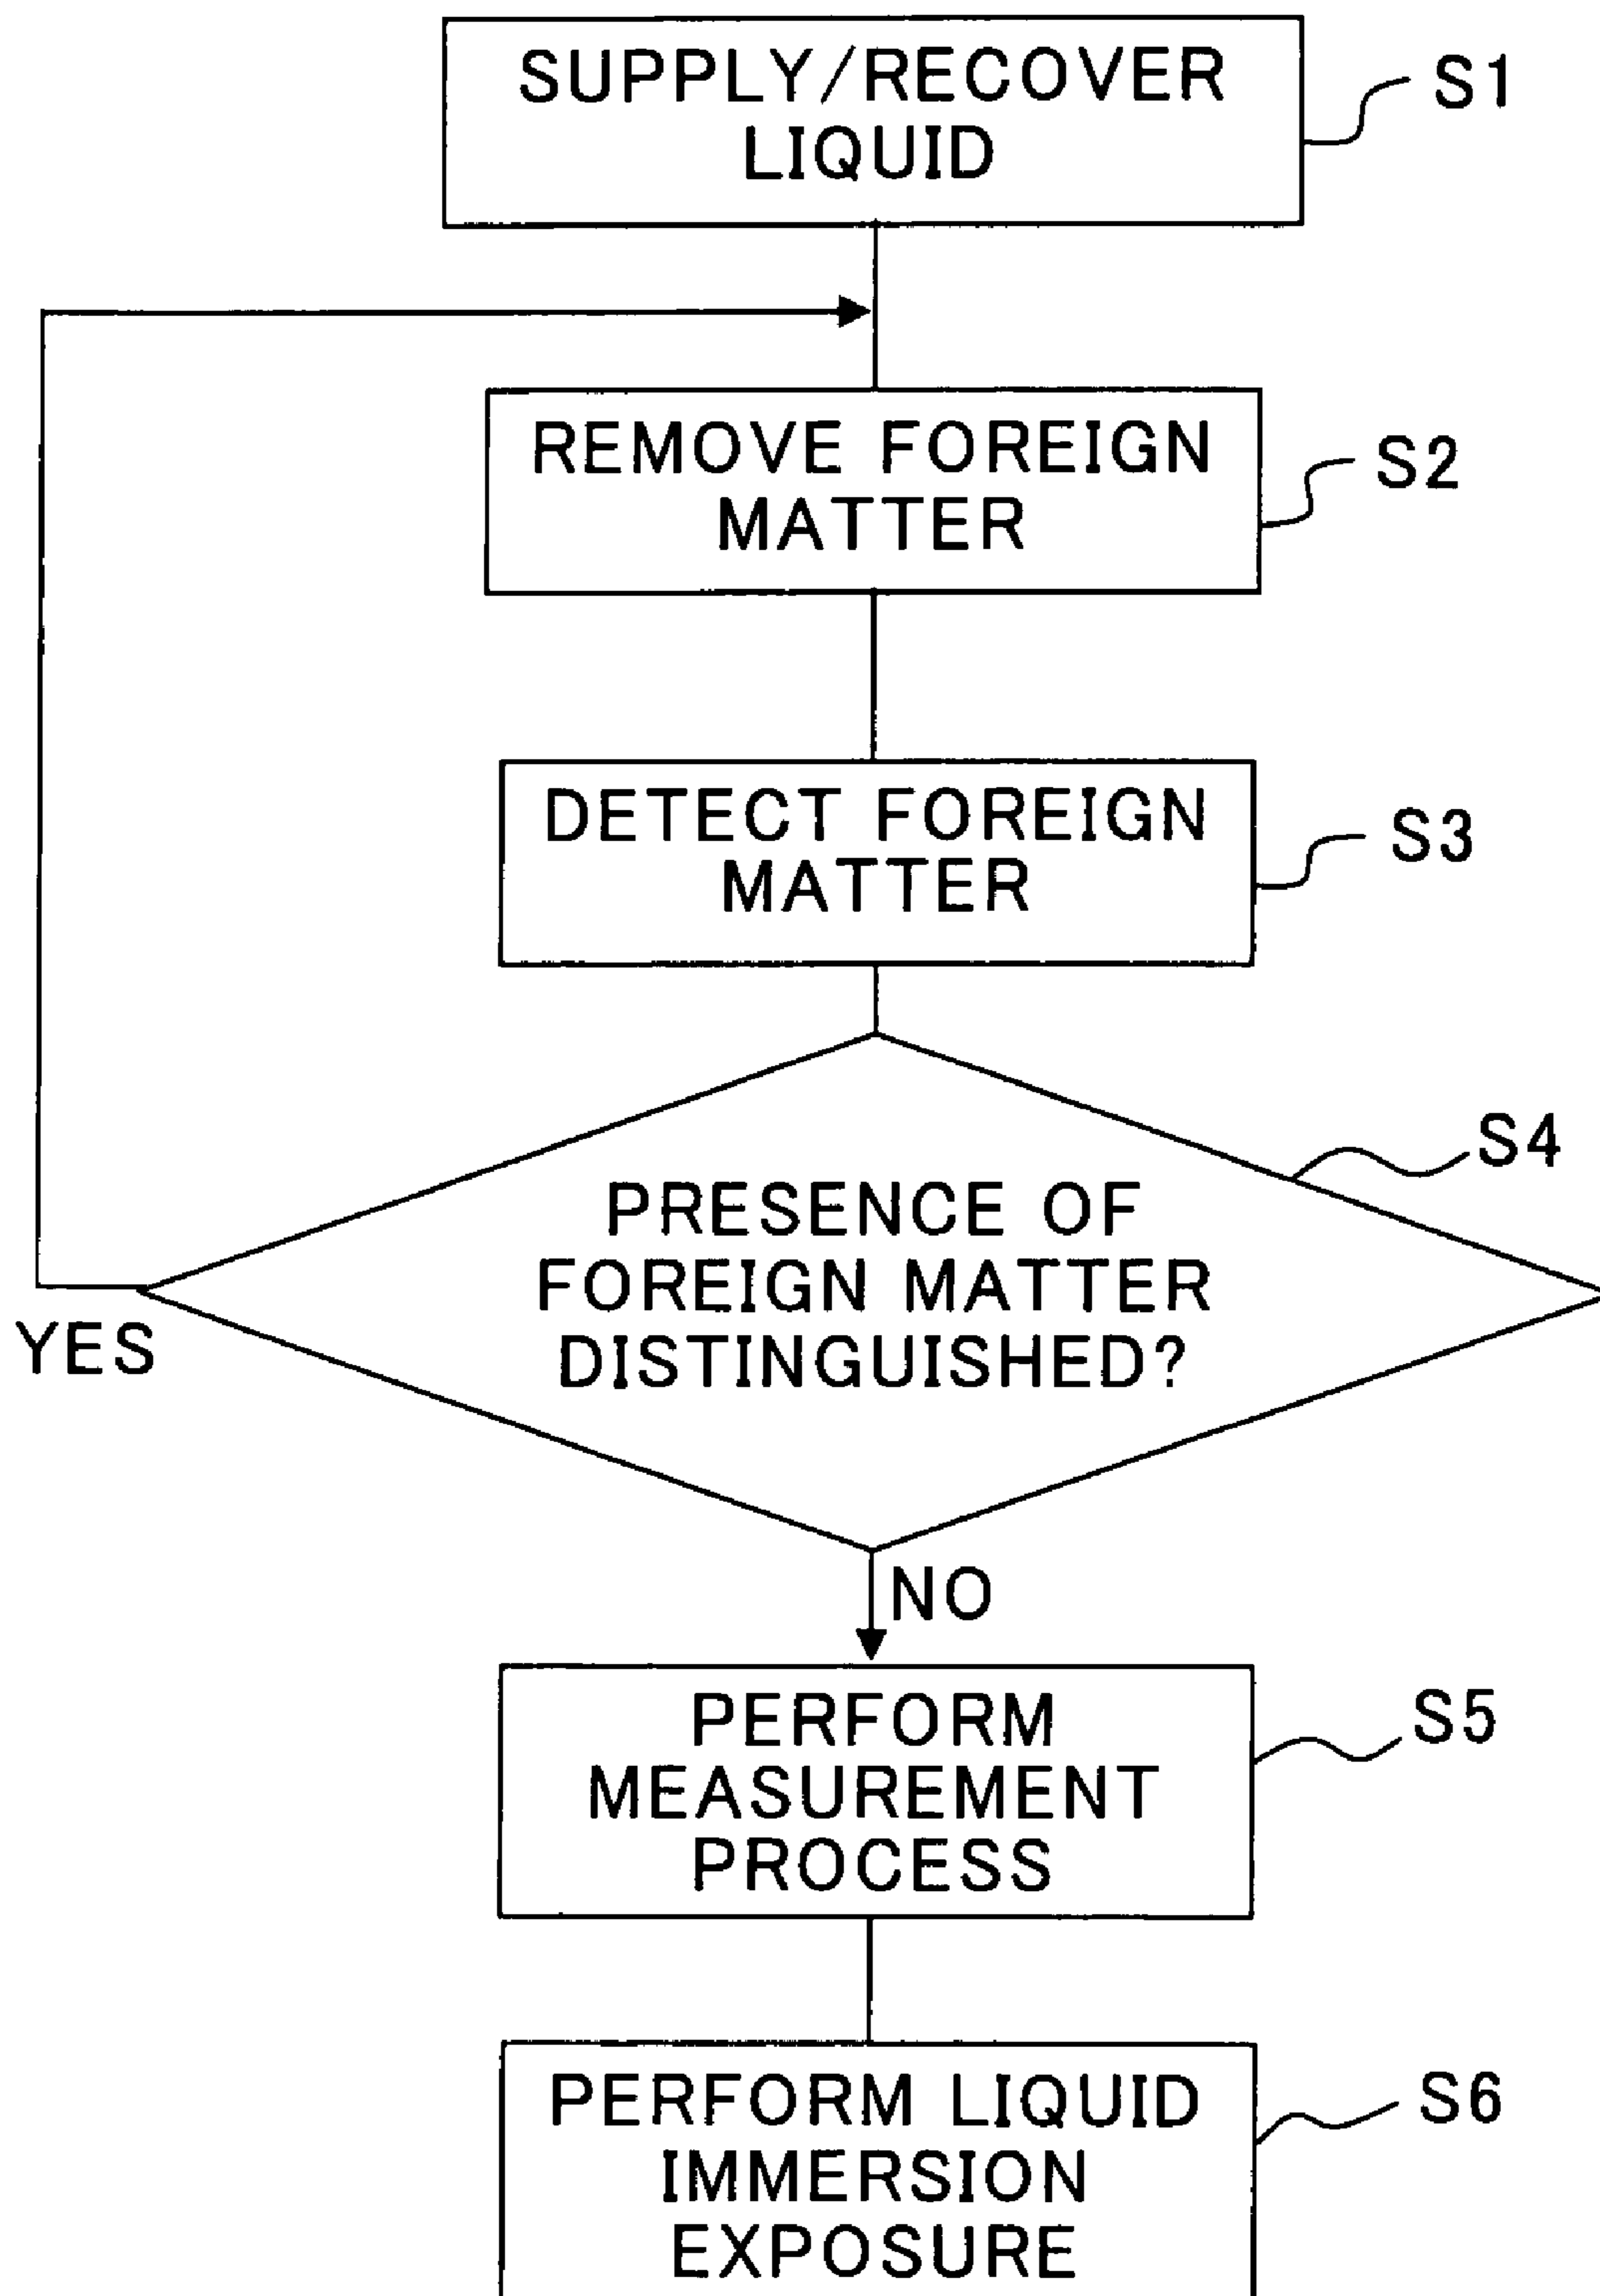 SUPPLY/RECOVER
LIQUID
S1
REMOVE FOREIGN
MATTER
S2
DETECT FOREIGN
MATTER
S3
PRESENCE OF
FOREIGN MATTER
DISTINGUISHED?
S4
YES
NO
PERFORM
MEASUREMENT
PROCESS
S5
PERFORM LIQUID
IMMERSION
EXPOSURE
S6